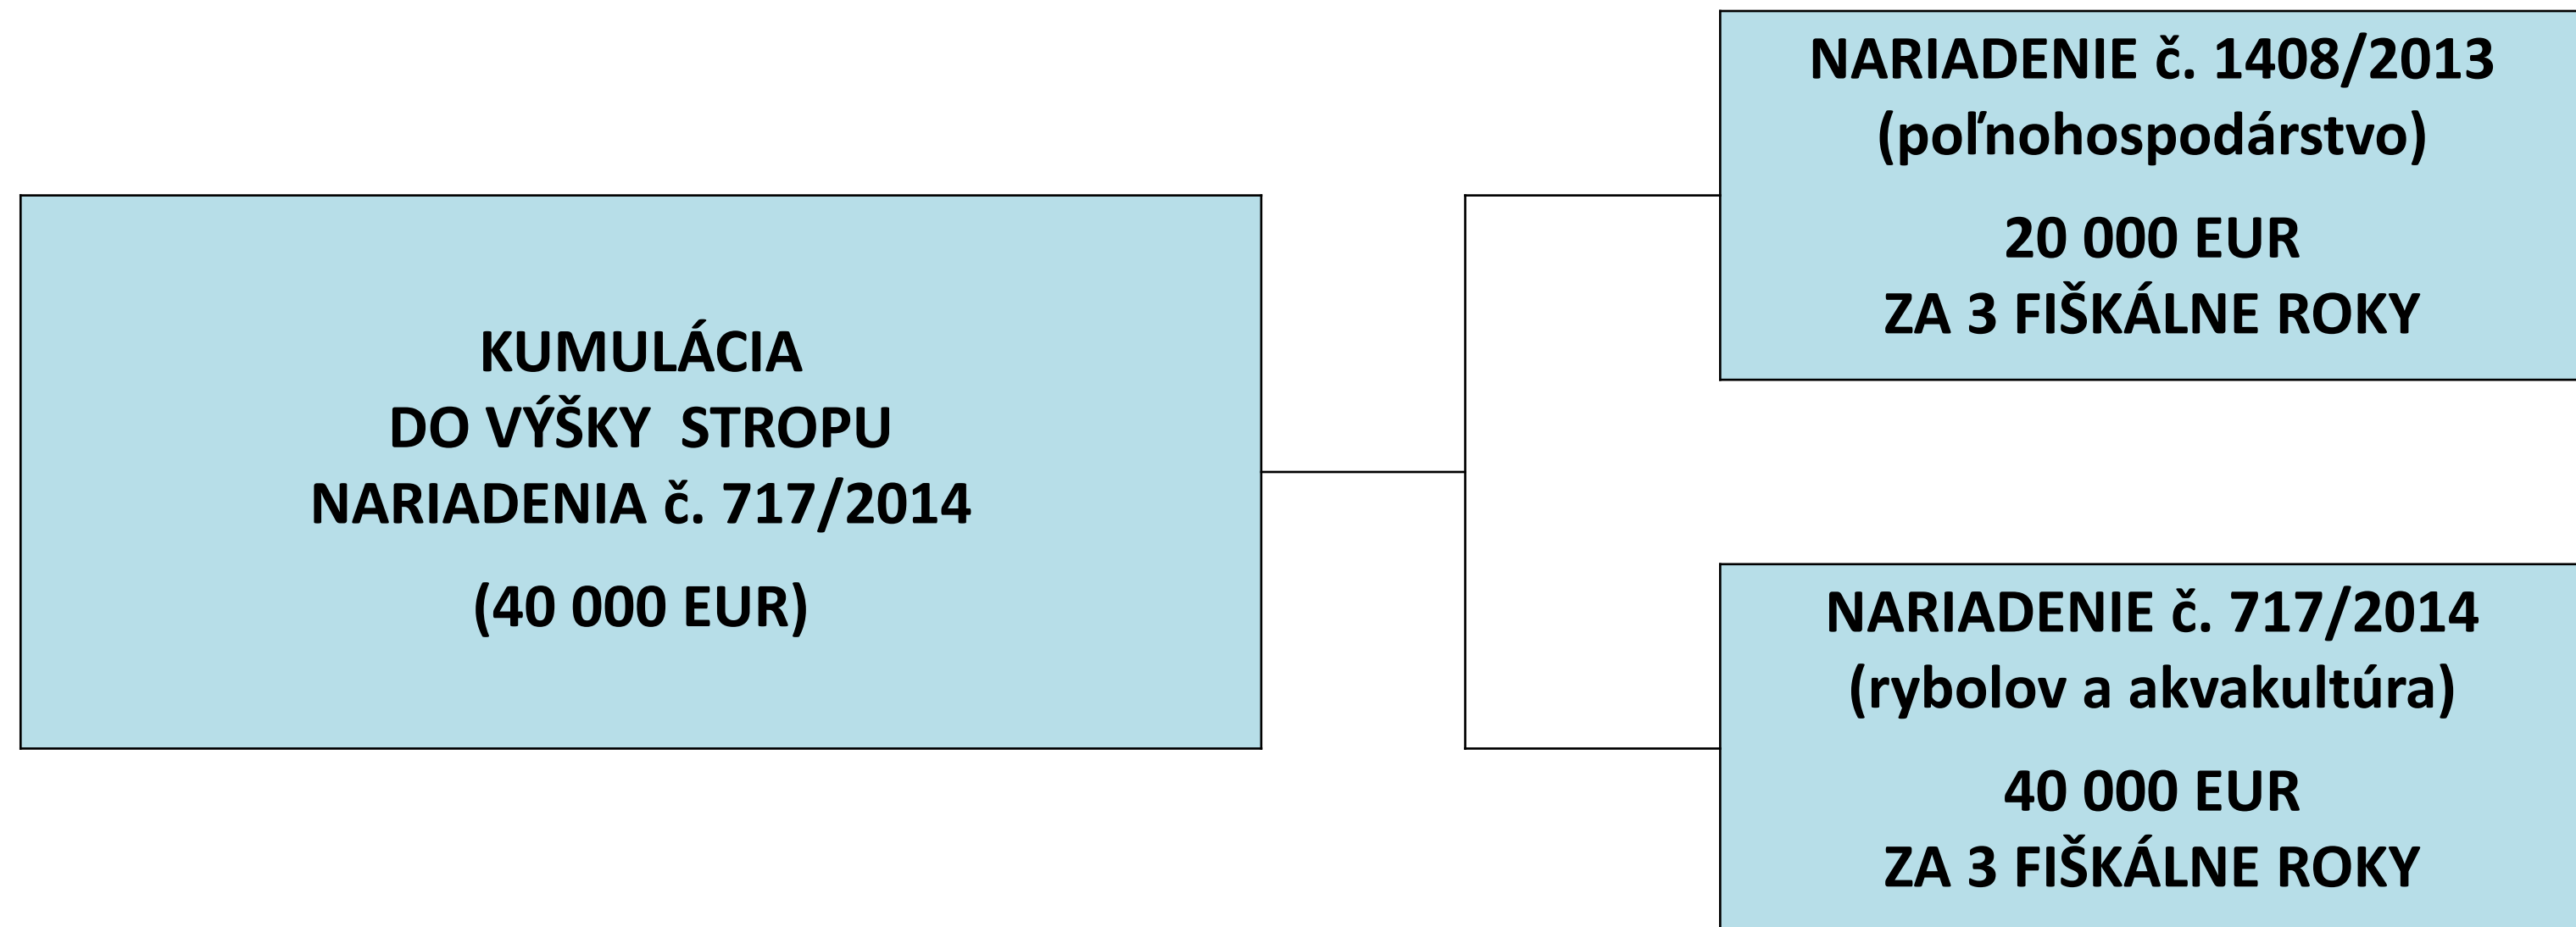 KUMULÁCIA
DO VÝŠKY STROPU
NARIADENIA č. 717/2014
(40 000 EUR)
NARIADENIE č. 1408/2013
(poľnohospodárstvo)
20 000 EUR
ZA 3 FIŠKÁLNE ROKY
NARIADENIE č. 717/2014
(rybolov a akvakultúra)
40 000 EUR
ZA 3 FIŠKÁLNE ROKY